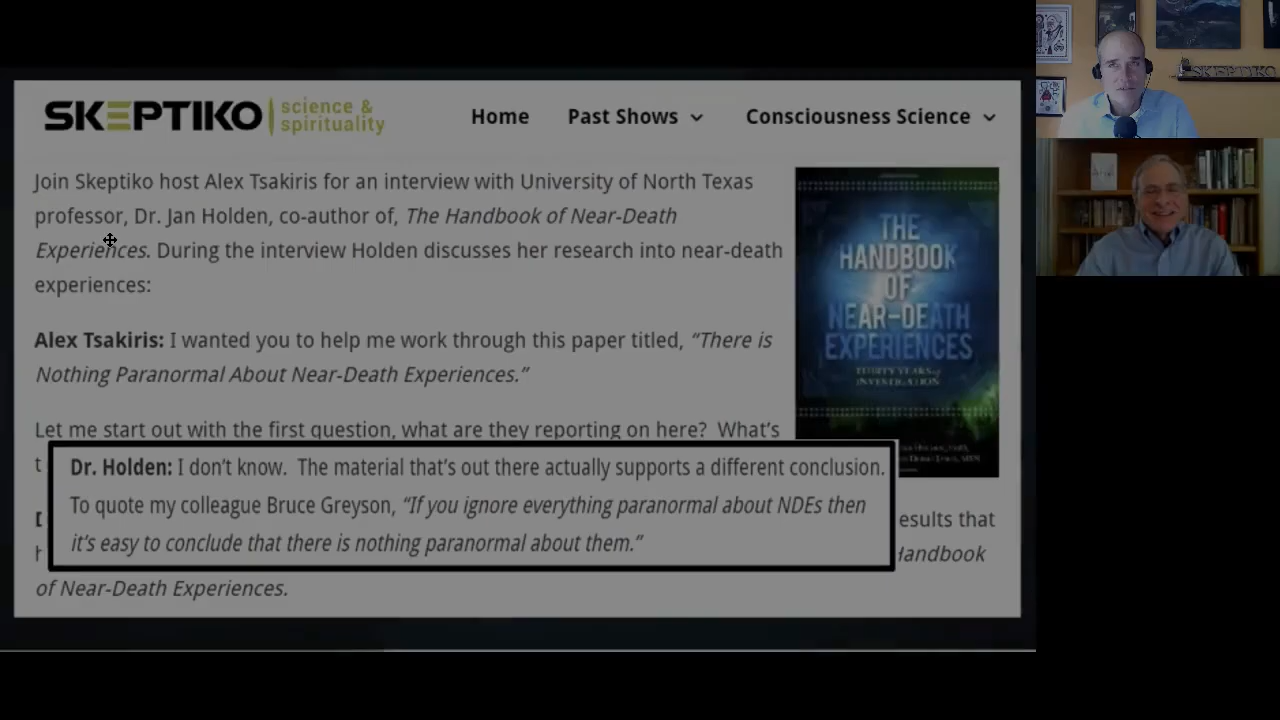 SKEPTIKO
science &
spirituality
Home Past Shows Consciousness Science
SKEPTIKO
Join Skeptiko host Alex Tsakiris for an interview with University of North Texas
professor, Dr. Jan Holden, co-author of, The Handbook of Near-Death
Experiences. During the interview Holden discusses her research into near-death
experiences:
THE
HANDBOOK
OF
NEAR-DEATH
EXPERIENCES
THIRTY YEARS of
INVESTIGATION
Alex Tsakiris: I wanted you to help me work through this paper titled, “There is
Nothing Paranormal About Near-Death Experiences.”
Let me start out with the first question, what are they reporting on here? What’s
t
Dr. Holden: I don’t know. The material that’s out there actually supports a different conclusion.
To quote my colleague Bruce Greyson, “If you ignore everything paranormal about NDEs then
it’s easy to conclude that there is nothing paranormal about them.”
esults that
h Handbook
of Near-Death Experiences.